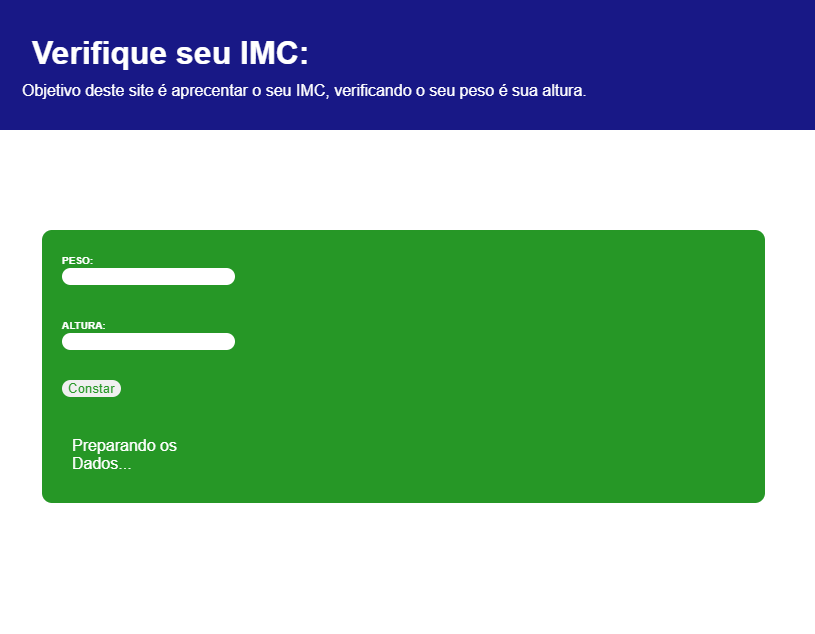 Verifique seu IMC:
Objetivo deste site é aprecentar o seu IMC, verificando o seu peso é sua altura.
PESO:
ALTURA:
Constar
Preparando os
Dados...